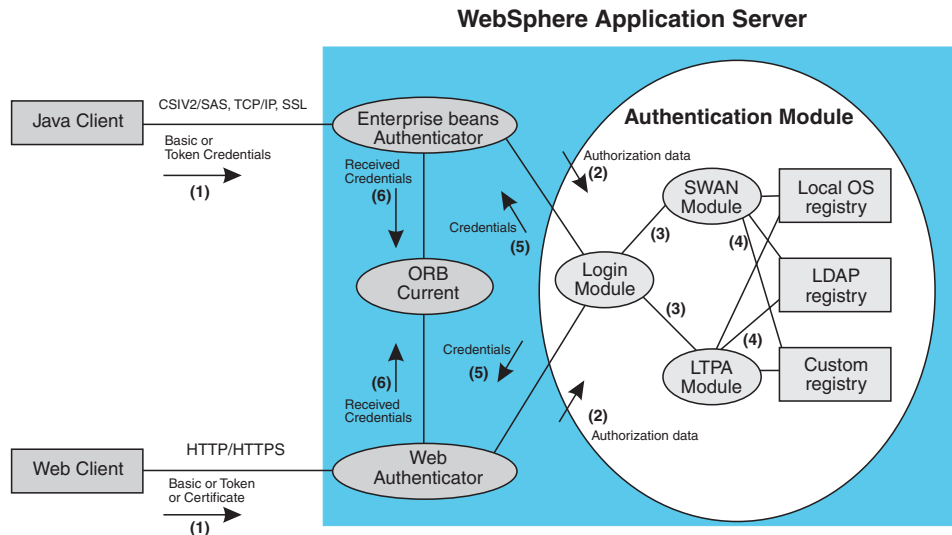 WebSphere Application Server
CSIV2/SAS, TCP/IP, SSL
Java Client
Basic or
Token Credentials
(1)
Enterprise beans
Authenticator
Received
Credentials
(6)
Credentials
(5)
Authentication Module
Authorization data
(2)
SWAN
Module
Local OS
registry
(3)
(4)
ORB
Current
Login
Module
LDAP
registry
(3)
(4)
Credentials
(5)
(6)
Received
Credentials
LTPA
Module
Custom
registry
(2)
Authorization data
HTTP/HTTPS
Web Client
Basic or Token
or Certificate
(1)
Web
Authenticator